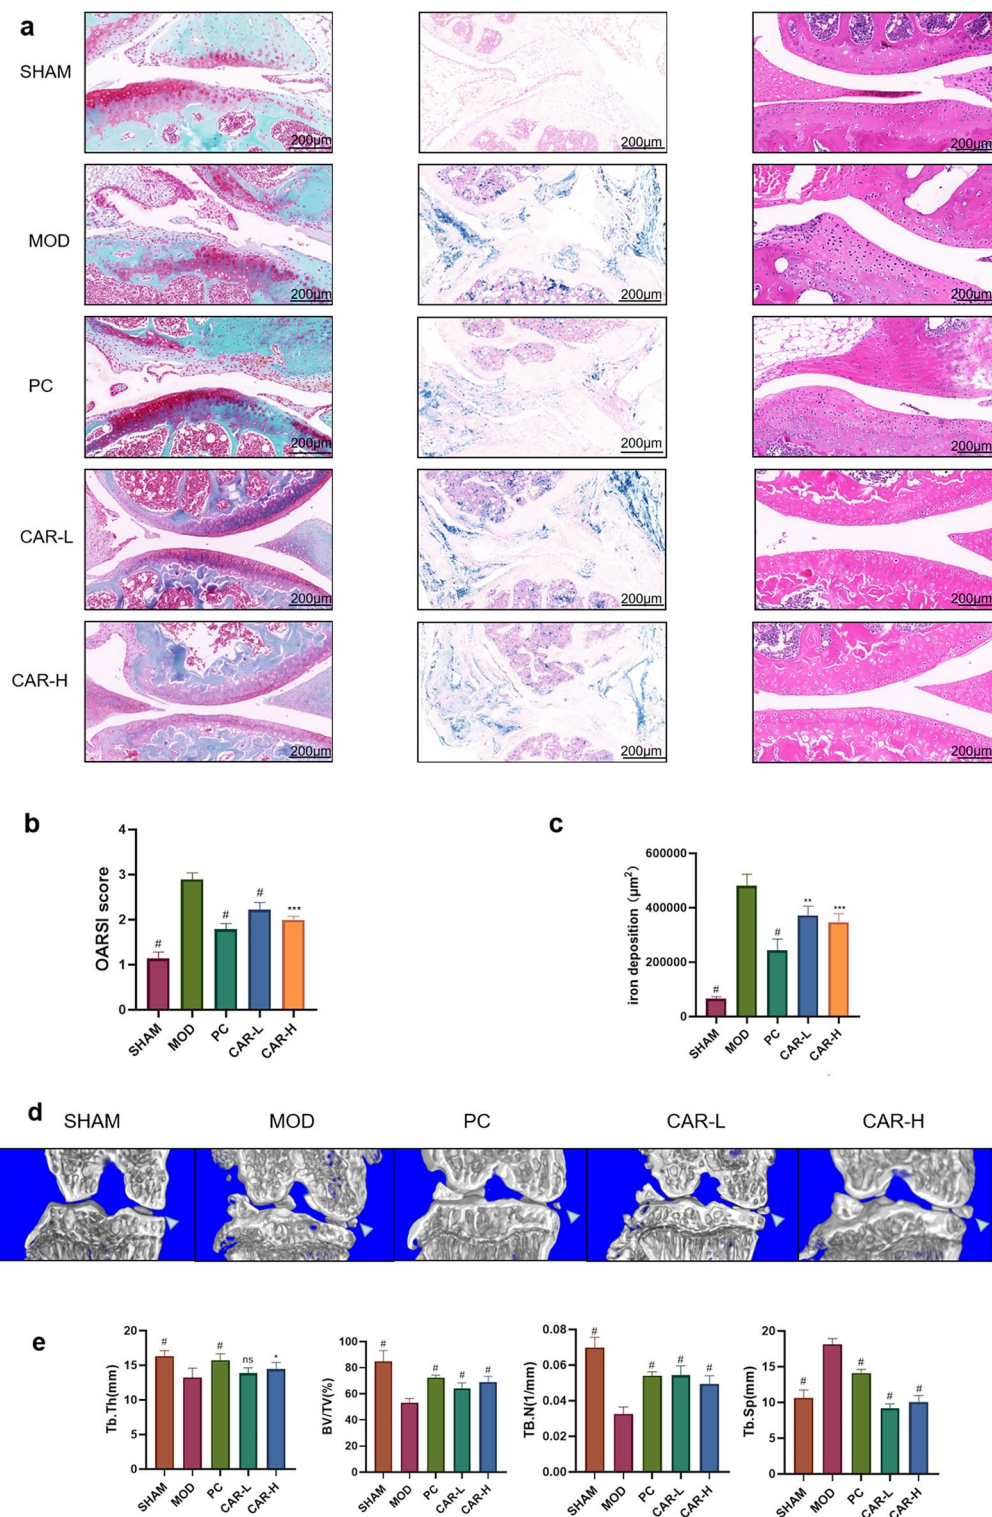 a
SHAM
200μm
200μm
200μm
MOD
200μm
200μm
200μm
PC
200μm
200μm
200μm
CAR-L
200μm
200μm
200μm
CAR-H
200μm
200μm
200μm
b
OARSI score
4
3
2
1
0
#
#
#
***
SHAM
MOD
PC
CAR-L
CAR-H
c
iron deposition (μm²)
600000
400000
200000
0
#
#
**
***
SHAM
MOD
PC
CAR-L
CAR-H
d
SHAM MOD PC CAR-L CAR-H
e
Tb.Th(mm)
20
15
10
5
0
#
#
ns
*
SHAM
MOD
PC
CAR-L
CAR-H
BV/TV(%)
100
80
60
40
20
0
#
#
#
#
SHAM
MOD
PC
CAR-L
CAR-H
TB.N(1/mm)
0.08
0.06
0.04
0.02
0.00
#
#
#
#
SHAM
MOD
PC
CAR-L
CAR-H
Tb.Sp(mm)
20
15
10
5
0
#
#
#
#
SHAM
MOD
PC
CAR-L
CAR-H